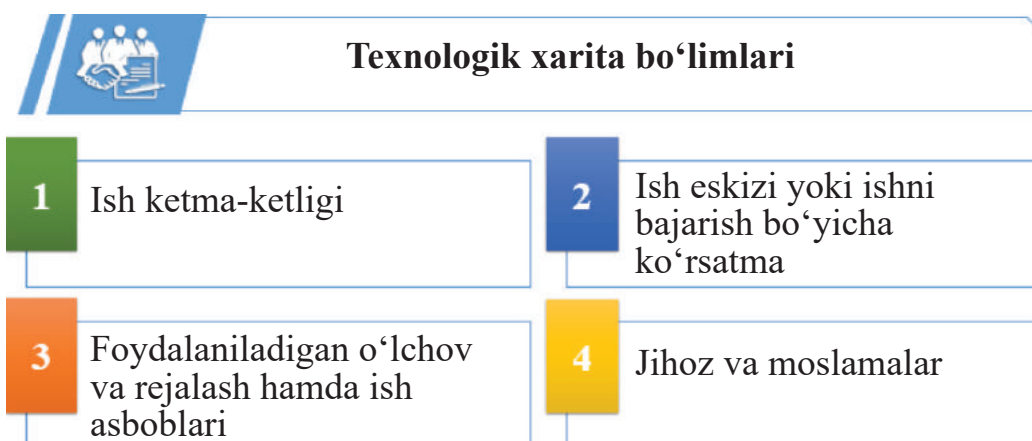 Texnologik xarita bo‘limlari
1
Ish ketma-ketligi
2
Ish eskizi yoki ishni
bajarish bo‘yicha
ko‘rsatma
3
Foydalaniladigan o‘lchov
va rejalash hamda ish
asboblari
4
Jihoz va moslamalar